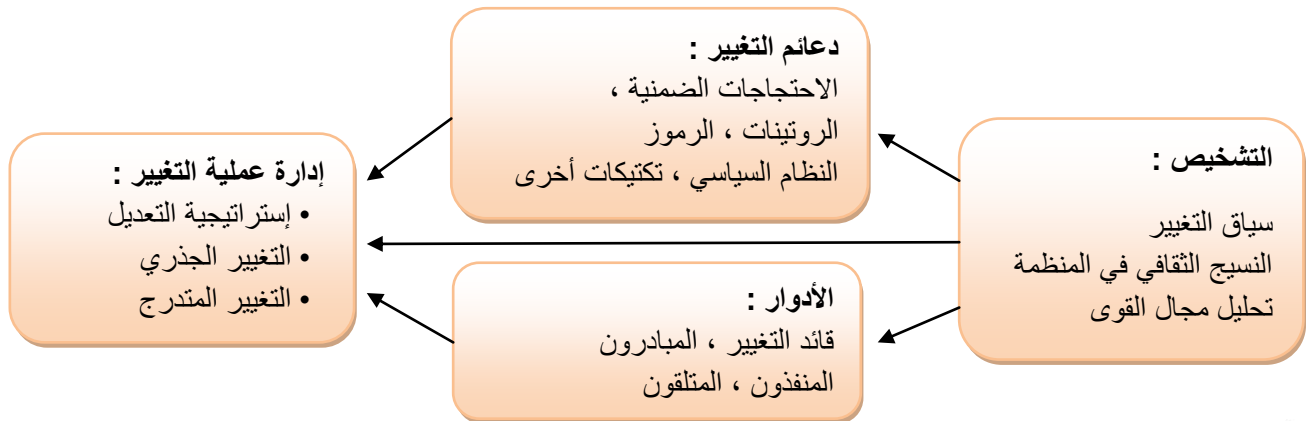 التشخيص :
سياق التغيير
النسيج الثقافي في المنظمة
تحليل مجال القوى
دعائم التغيير :
الاحتجاجات الضمنية ،
الروتينات ، الرموز
النظام السياسي ، تكتيكات أخرى
الأدوار :
قائد التغيير ، المبادرون
المنفذون ، المتلقون
إدارة عملية التغيير :
• إستراتيجية التعديل
• التغيير الجذري
• التغيير المتدرج